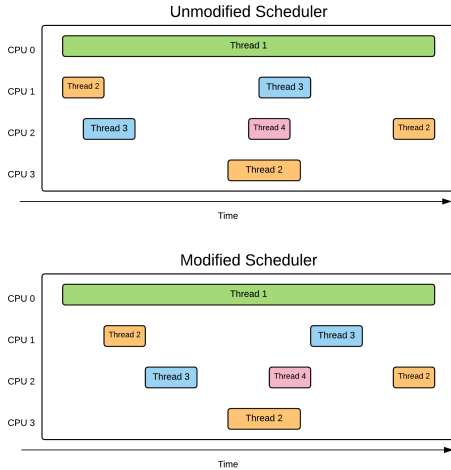 Unmodified Scheduler
CPU 0
Thread 1
CPU 1
Thread 2
Thread 3
CPU 2
Thread 3
Thread 4
Thread 2
CPU 3
Thread 2
Time
Modified Scheduler
CPU 0
Thread 1
CPU 1
Thread 2
Thread 3
CPU 2
Thread 3
Thread 4
Thread 2
CPU 3
Thread 2
Time